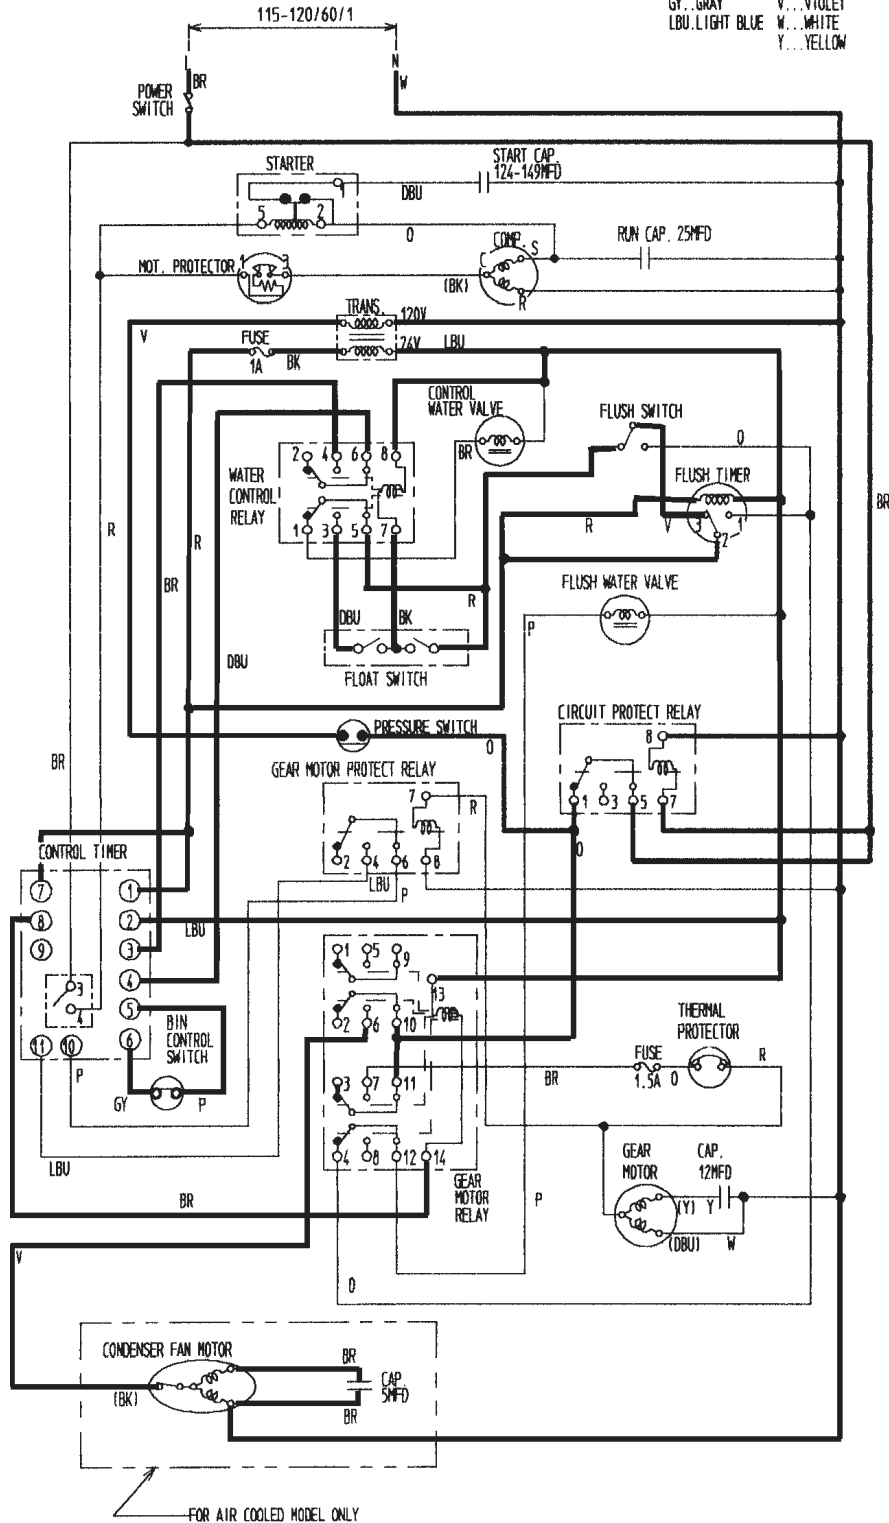 115-120/60/1
GY..GRAY V...VIOLET
LBU.LIGHT BLUE W...WHITE
Y...YELLOW
L
N
BR
W
POWER
SWITCH
STARTER
START CAP.
124-149MFD
DBU
1
5
2
O
COMP.
S
RUN CAP. 25MFD
MOT. PROTECTOR
1
3
C
(BK)
R
TRANS.
120V
V
FUSE
1A
BK
24V
LBU
CONTROL
WATER VALVE
FLUSH SWITCH
BR
O
WATER
CONTROL
RELAY
2 4 6 8
1 3 5 7
FLUSH TIMER
BR
R
R
R
V
3
1
2
BR
R
FLUSH WATER VALVE
DBU
BK
P
DBU
FLOAT SWITCH
CIRCUIT PROTECT RELAY
PRESSURE SWITCH
O
8
BR
GEAR MOTOR PROTECT RELAY
7
R
1 3 5 7
O
CONTROL TIMER
2 4 6 8
LBU
P
7
1
8
2
LBU
9
3
3
4
4
5
11
10
6
BIN
CONTROL
SWITCH
P
GY
P
1 5 9
13
2 6 10
THERMAL
PROTECTOR
3 7 11
BR
FUSE
1.5A
O
R
4 8 12 14
LBU
GEAR
MOTOR
RELAY
GEAR
MOTOR
CAP.
12MFD
BR
P
(Y)
Y
(DBU)
W
V
O
CONDENSER FAN MOTOR
BR
CAP.
5MFD
(BK)
BR
FOR AIR COOLED MODEL ONLY